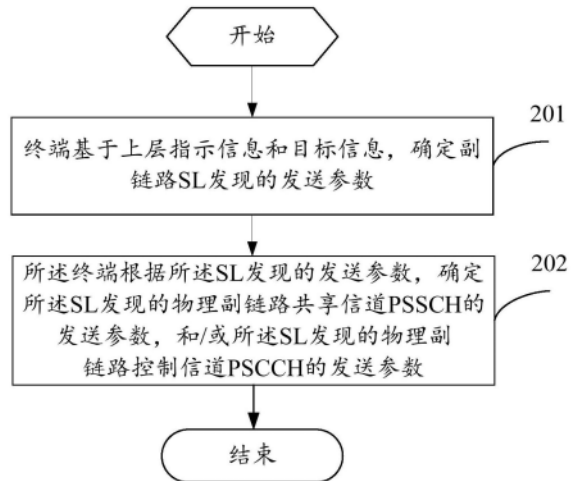 开始
201
终端基于上层指示信息和目标信息，确定副
链路SL发现的发送参数
202
所述终端根据所述SL发现的发送参数，确定
所述SL发现的物理副链路共享信道PSSCH的
发送参数，和/或所述SL发现的物理副
链路控制信道PSCCH的发送参数
结束